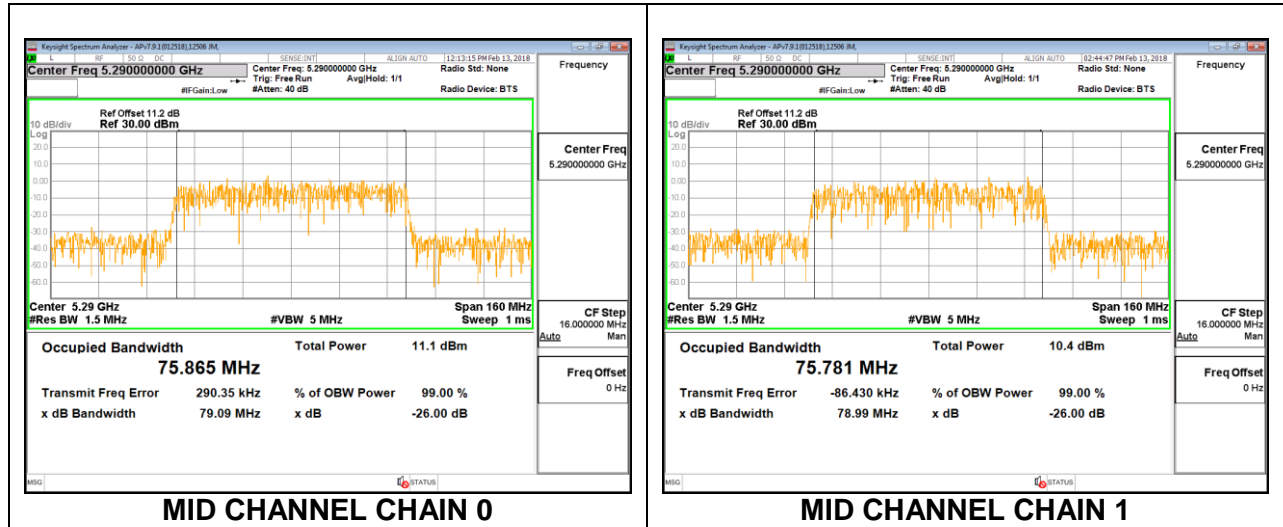 Keysight Spectrum Analyzer - APv7.9.1(012518),12506 JM,
L RF 50 Ω DC SENSE:INT ALIGN AUTO 12:13:15 PM Feb 13, 2018
Center Freq 5.290000000 GHz
Center Freq: 5.290000000 GHz Radio Std: None
Trig: Free Run Avg|Hold: 1/1
#IFGain:Low #Atten: 40 dB Radio Device: BTS
Frequency
Ref Offset 11.2 dB
10 dB/div Ref 30.00 dBm
Log
20.0
10.0
0.00
-10.0
-20.0
-30.0
-40.0
-50.0
-60.0
Center Freq
5.290000000 GHz
Center 5.29 GHz Span 160 MHz
#Res BW 1.5 MHz #VBW 5 MHz Sweep 1 ms
CF Step
16.000000 MHz
Auto Man
Occupied Bandwidth Total Power 11.1 dBm
75.865 MHz
Transmit Freq Error 290.35 kHz % of OBW Power 99.00 %
x dB Bandwidth 79.09 MHz x dB -26.00 dB
Freq Offset
0 Hz
MSG STATUS
MID CHANNEL CHAIN 0
Keysight Spectrum Analyzer - APv7.9.1(012518),12506 JM,
L RF 50 Ω DC SENSE:INT ALIGN AUTO 02:44:47 PM Feb 13, 2018
Center Freq 5.290000000 GHz
Center Freq: 5.290000000 GHz Radio Std: None
Trig: Free Run Avg|Hold: 1/1
#IFGain:Low #Atten: 40 dB Radio Device: BTS
Frequency
Ref Offset 11.2 dB
10 dB/div Ref 30.00 dBm
Log
20.0
10.0
0.00
-10.0
-20.0
-30.0
-40.0
-50.0
-60.0
Center Freq
5.290000000 GHz
Center 5.29 GHz Span 160 MHz
#Res BW 1.5 MHz #VBW 5 MHz Sweep 1 ms
CF Step
16.000000 MHz
Auto Man
Occupied Bandwidth Total Power 10.4 dBm
75.781 MHz
Transmit Freq Error -86.430 kHz % of OBW Power 99.00 %
x dB Bandwidth 78.99 MHz x dB -26.00 dB
Freq Offset
0 Hz
MSG STATUS
MID CHANNEL CHAIN 1